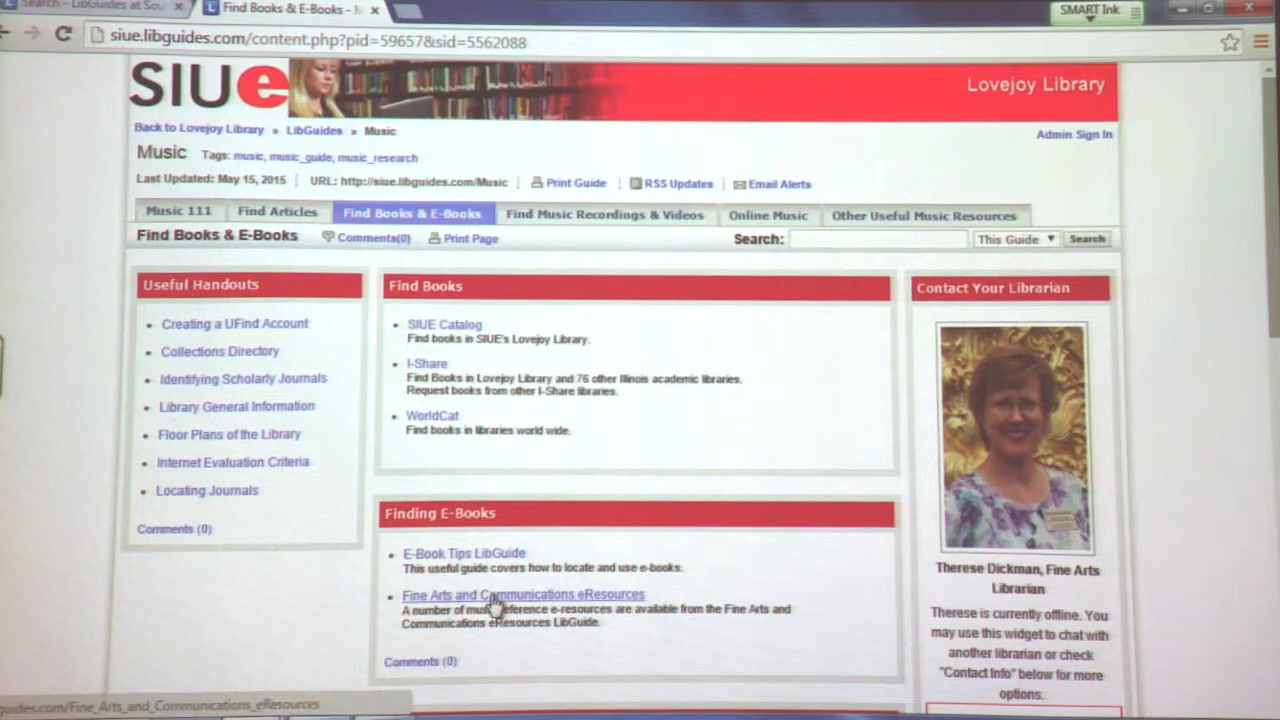 Search - LibGuides at Sou
Find Books & E-Books - M
SMART Ink
siue.libguides.com/content.php?pid=59657&sid=5562088
SIUe
Lovejoy Library
Back to Lovejoy Library » LibGuides » Music
Admin Sign In
Music Tags: music, music_guide, music_research
Last Updated: May 15, 2015 | URL: http://siue.libguides.com/Music | Print Guide | RSS Updates | Email Alerts
Music 111 Find Articles Find Books & E-Books Find Music Recordings & Videos Online Music Other Useful Music Resources
Find Books & E-Books Comments(0) Print Page Search: This Guide Search
Useful Handouts
• Creating a UFind Account
• Collections Directory
• Identifying Scholarly Journals
• Library General Information
• Floor Plans of the Library
• Internet Evaluation Criteria
• Locating Journals
Comments (0)
Find Books
• SIUE Catalog
Find books in SIUE's Lovejoy Library.
• I-Share
Find Books in Lovejoy Library and 76 other Illinois academic libraries.
Request books from other I-Share libraries.
• WorldCat
Find books in libraries world wide.
Finding E-Books
• E-Book Tips LibGuide
This useful guide covers how to locate and use e-books.
• Fine Arts and Communications eResources
A number of mus eference e-resources are available from the Fine Arts and
Communications eResources LibGuide.
Comments (0)
Contact Your Librarian
Therese Dickman, Fine Arts
Librarian
Therese is currently offline. You
may use this widget to chat with
another librarian or check
"Contact Info" below for more
options.
guides.com/Fine_Arts_and_Communications_eResources